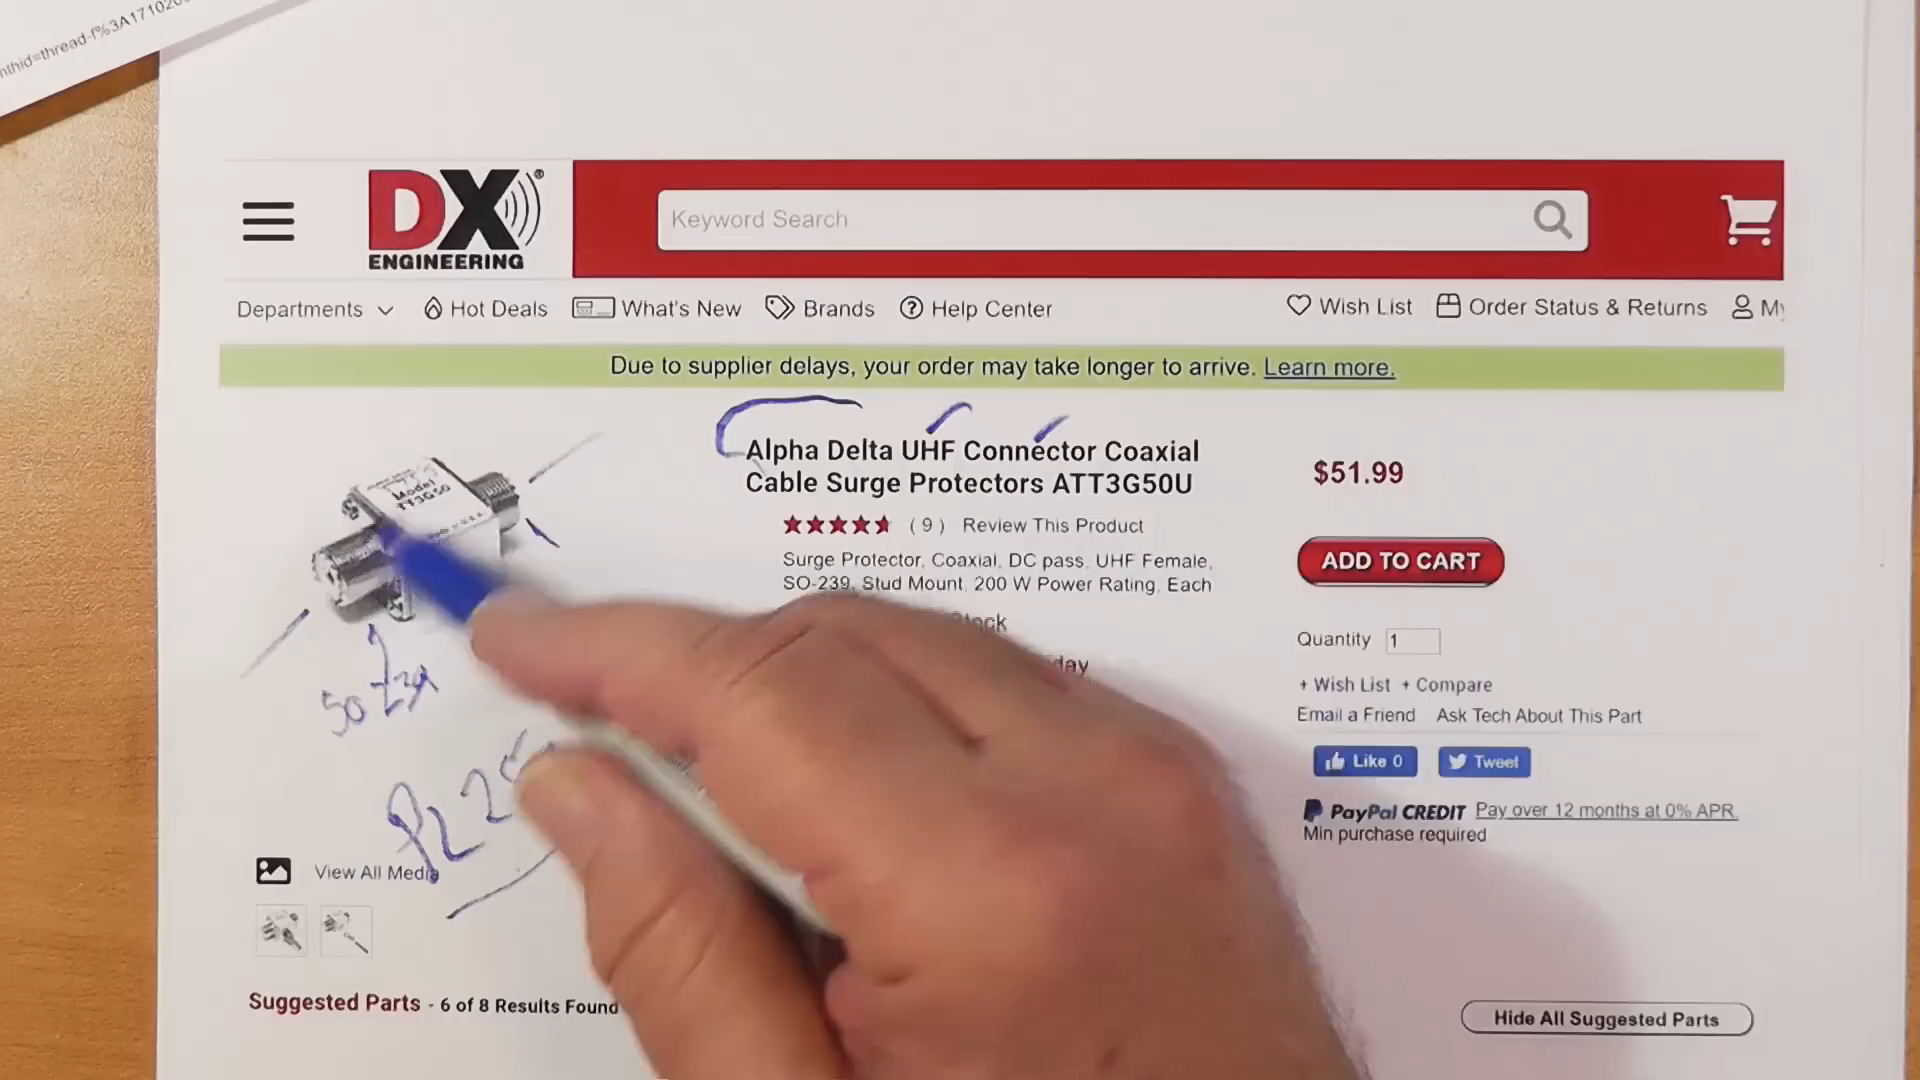 nthid=thread-f%3A17102
DX
ENGINEERING
Keyword Search
Departments Hot Deals What's New Brands Help Center Wish List Order Status & Returns My
Due to supplier delays, your order may take longer to arrive. Learn more.
Alpha Delta UHF Connector Coaxial
Cable Surge Protectors ATT3G50U
$51.99
Model
TT3G50
(9) Review This Product
Surge Protector, Coaxial, DC pass, UHF Female,
SO-239, Stud Mount, 200 W Power Rating, Each
ADD TO CART
Quantity 1
+ Wish List + Compare
Email a Friend Ask Tech About This Part
SO 239
PL 25
Like 0 Tweet
PayPal CREDIT Pay over 12 months at 0% APR.
Min purchase required
View All Media
Suggested Parts - 6 of 8 Results Found
Hide All Suggested Parts